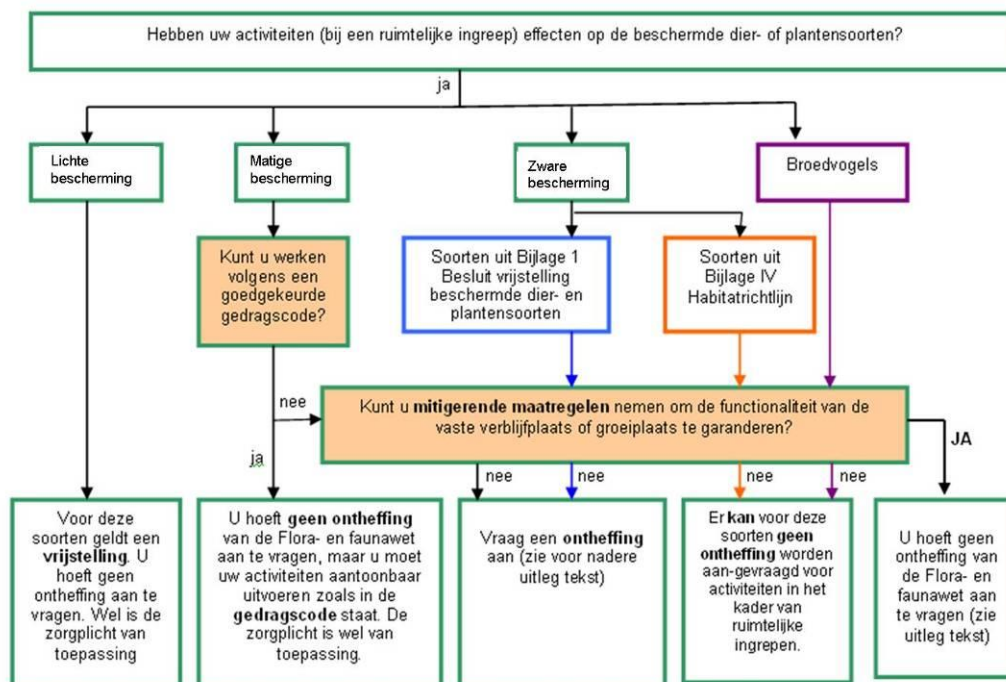 Hebben uw activiteiten (bij een ruimtelijke ingreep) effecten op de beschermde dier- of plantensoorten?
ja
Lichte
bescherming
Matige
bescherming
Zware
bescherming
Broedvogels
Kunt u werken
volgens een
goedgekeurde
gedragscode?
Soorten uit Bijlage 1
Besluit vrijstelling
beschermde dier- en
plantensoorten
Soorten uit
Bijlage IV
Habitatrichtlijn
nee
Kunt u mitigerende maatregelen nemen om de functionaliteit van de
vaste verblijfplaats of groeiplaats te garanderen?
JA
ja
nee
nee
nee
nee
Voor deze
soorten geldt een
vrijstelling. U
hoeft geen
ontheffing aan te
vragen. Wel is de
zorgplicht van
toepassing
U hoeft geen ontheffing
van de Flora- en faunawet
aan te vragen, maar u moet
uw activiteiten aantoonbaar
uitvoeren zoals in de
gedragscode staat. De
zorgplicht is wel van
toepassing.
Vraag een ontheffing
aan (zie voor nadere
uitleg tekst)
Er kan voor deze
soorten geen
ontheffing worden
aan-gevraagd voor
activiteiten in het
kader van
ruimtelijke
ingrepen.
U hoeft geen
ontheffing van
de Flora- en
faunawet aan
te vragen (zie
uitleg tekst)